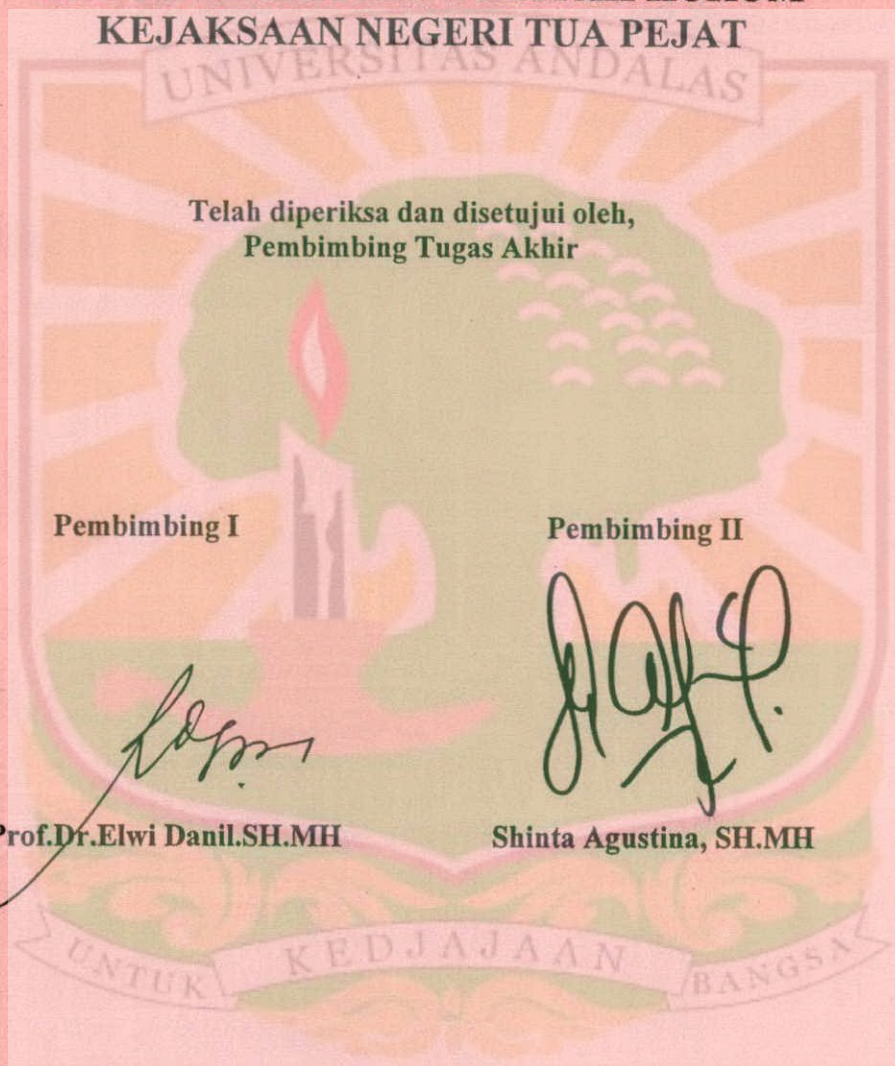 KEJAKSAAN NEGERI TUA PEJAT
UNIVERSITAS ANDALAS
Telah diperiksa dan disetujui oleh,
Pembimbing Tugas Akhir
Pembimbing I
Pembimbing II
Prof.Dr.Elwi Danil.SH.MH
Shinta Agustina, SH.MH
UNTUK KEDJAJAAN BANGSA